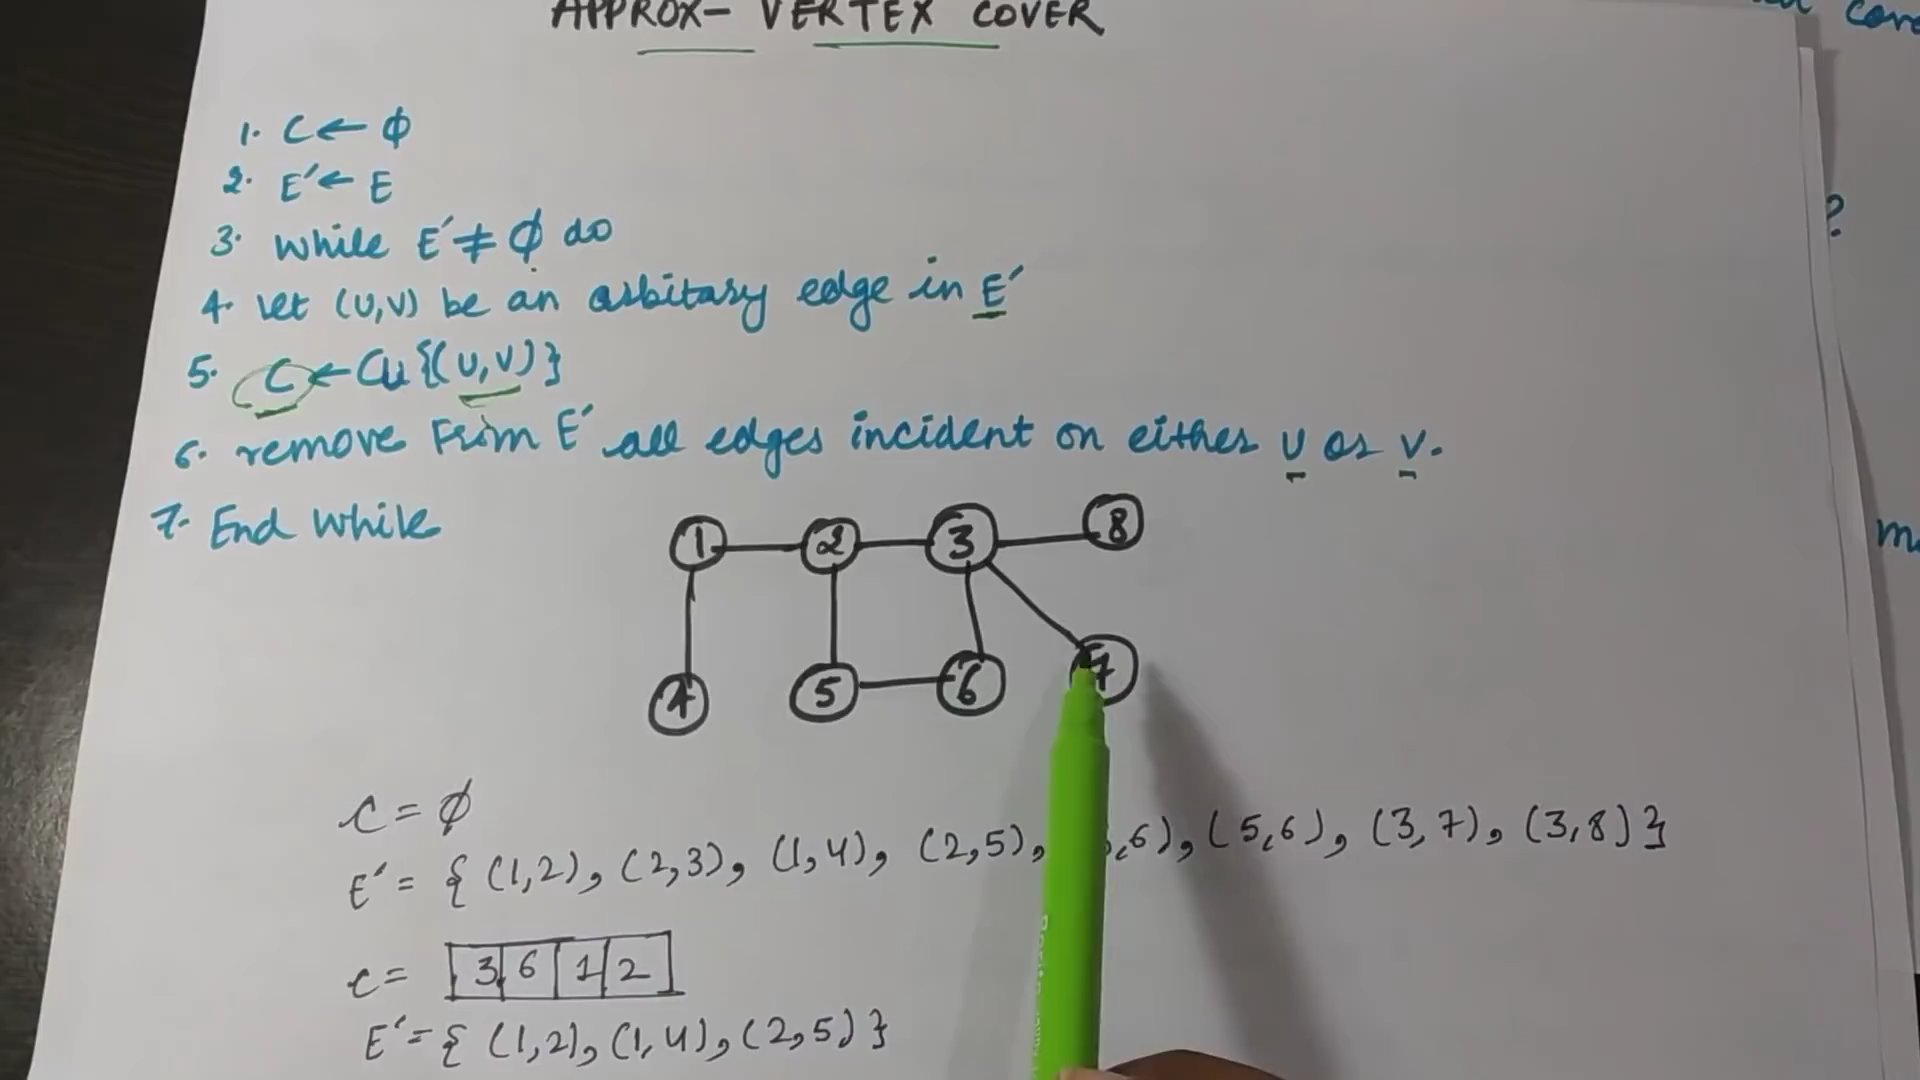 APPROX- VERTEX COVER
1. C ← ϕ
2. E' ← E
3. while E' ≠ ϕ do
4. Let (U,V) be an arbitary edge in E'
5. C ← C U {(U,V)}
6. remove From E' all edges incident on either U or V.
7. End While
1 2 3 8
4 5 6 7
C = ϕ
E' = { (1,2), (2,3), (1,4), (2,5), ,6), (5,6), (3,7), (3,8) }
C = 3 6 1 2
E' = { (1,2), (1,4), (2,5) }
?